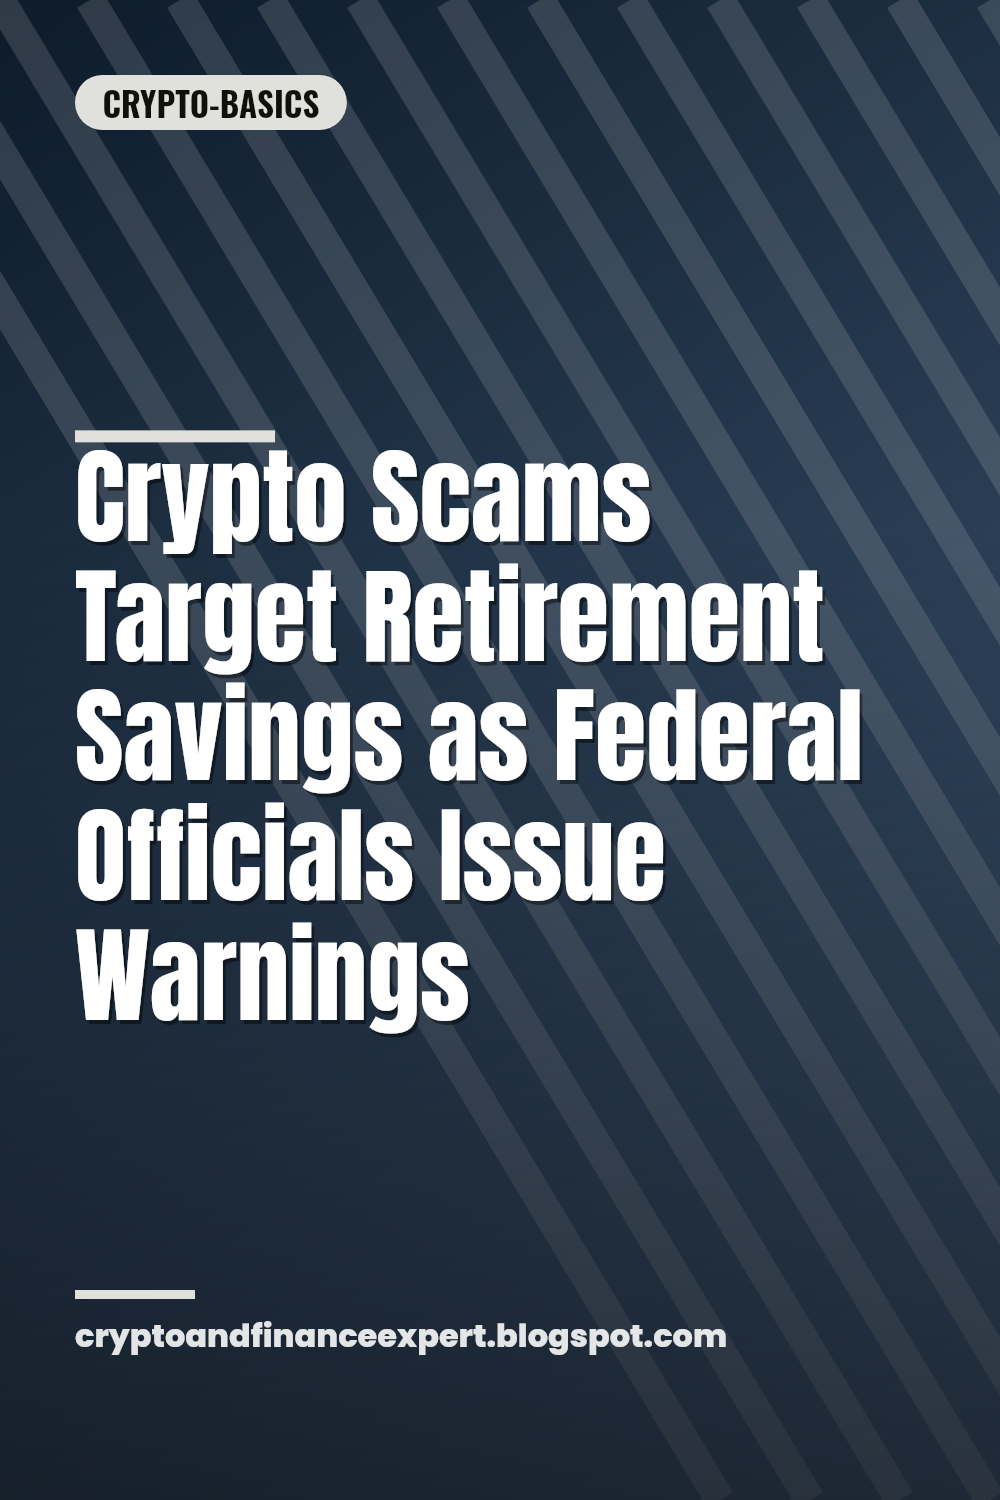 CRYPTO-BASICS
Crypto Scams
Target Retirement
Savings as Federal
Officials Issue
Warnings
cryptoandfinanceexpert.blogspot.com